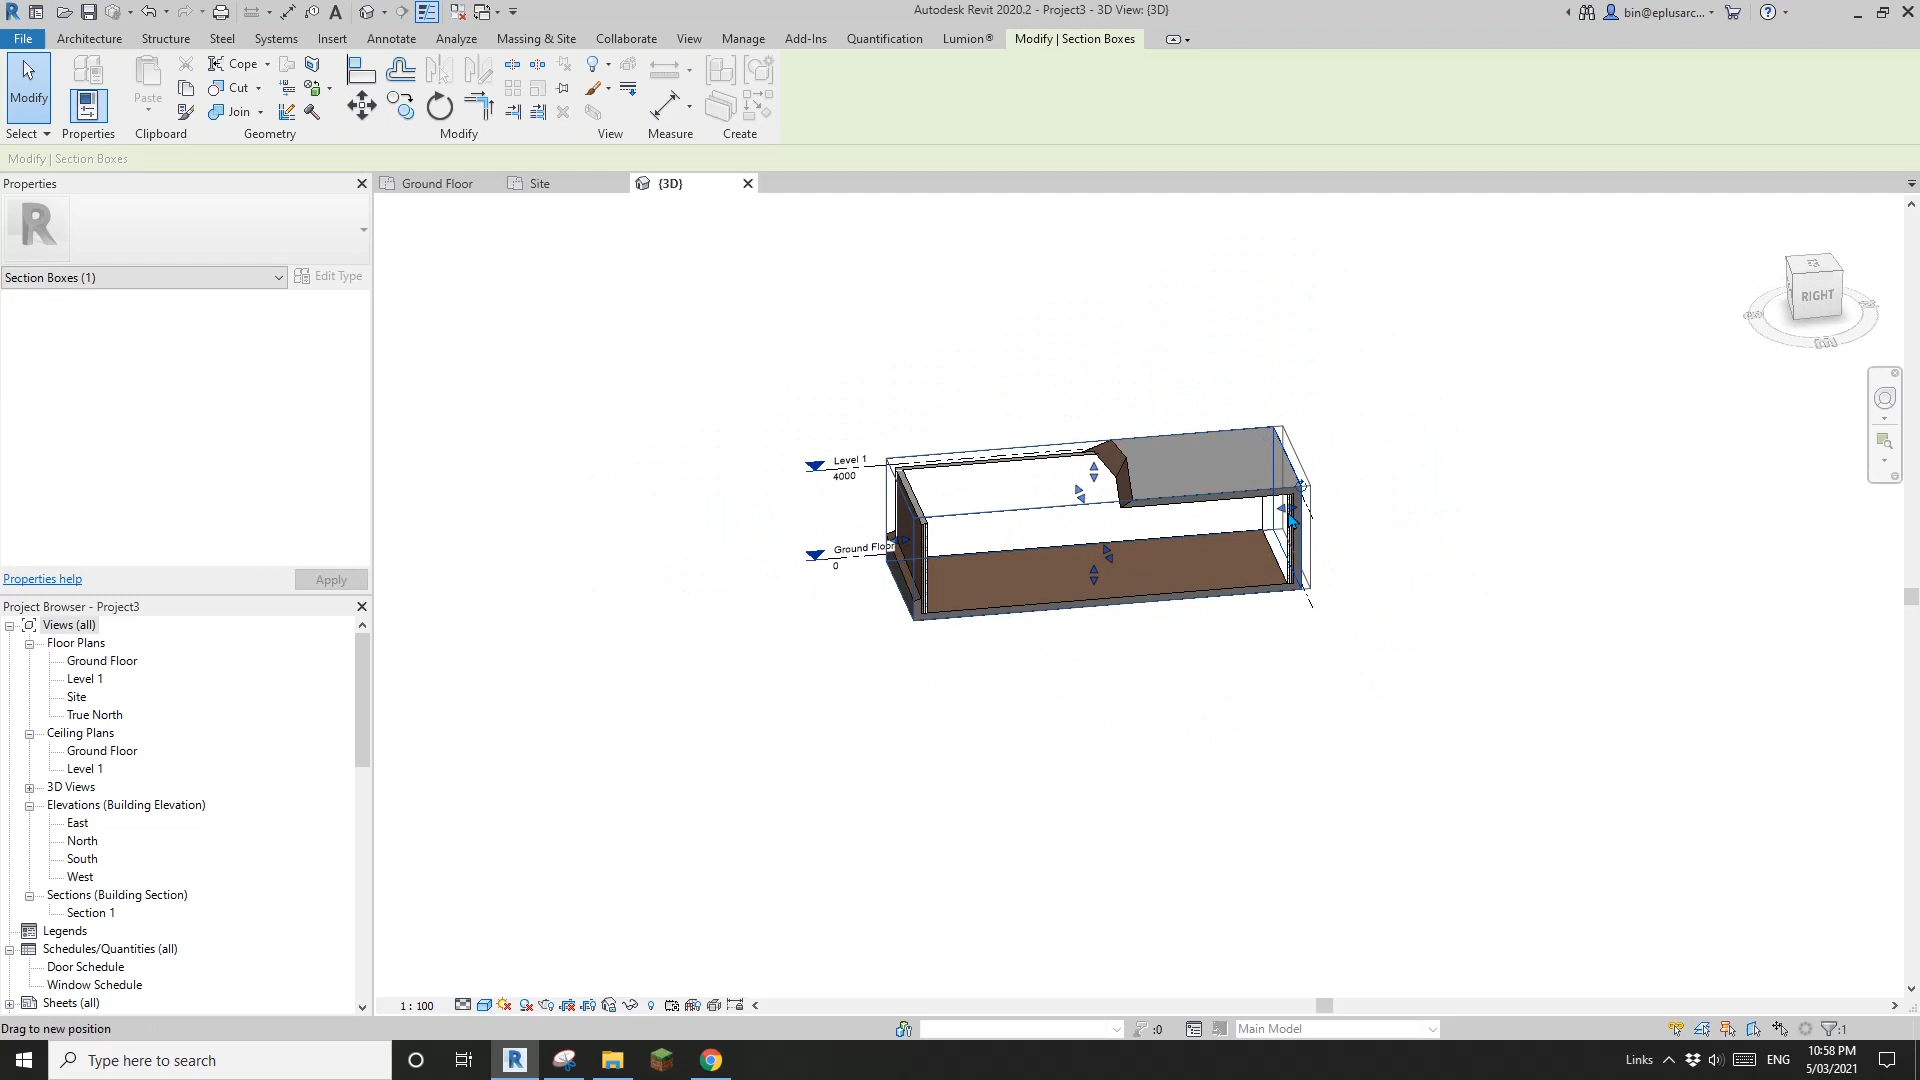 Autodesk Revit 2020.2 - Project3 - 3D View: {3D}
bin@eplusarc...
File Architecture Structure Steel Systems Insert Annotate Analyze Massing & Site Collaborate View Manage Add-Ins Quantification Lumion® Modify | Section Boxes
Modify
Paste
Cope
Cut
Join
Select Properties Clipboard Geometry Modify View Measure Create
Modify | Section Boxes
Properties
Ground Floor
Site
{3D}
Section Boxes (1)
Edit Type
RIGHT
Level 1
4000
Ground Floor
0
Properties help
Apply
Project Browser - Project3
Views (all)
Floor Plans
Ground Floor
Level 1
Site
True North
Ceiling Plans
Ground Floor
Level 1
3D Views
Elevations (Building Elevation)
East
North
South
West
Sections (Building Section)
Section 1
Legends
Schedules/Quantities (all)
Door Schedule
Window Schedule
Sheets (all)
1 : 100
Drag to new position
:0
Main Model
:1
Type here to search
Links
ENG
10:58 PM
5/03/2021